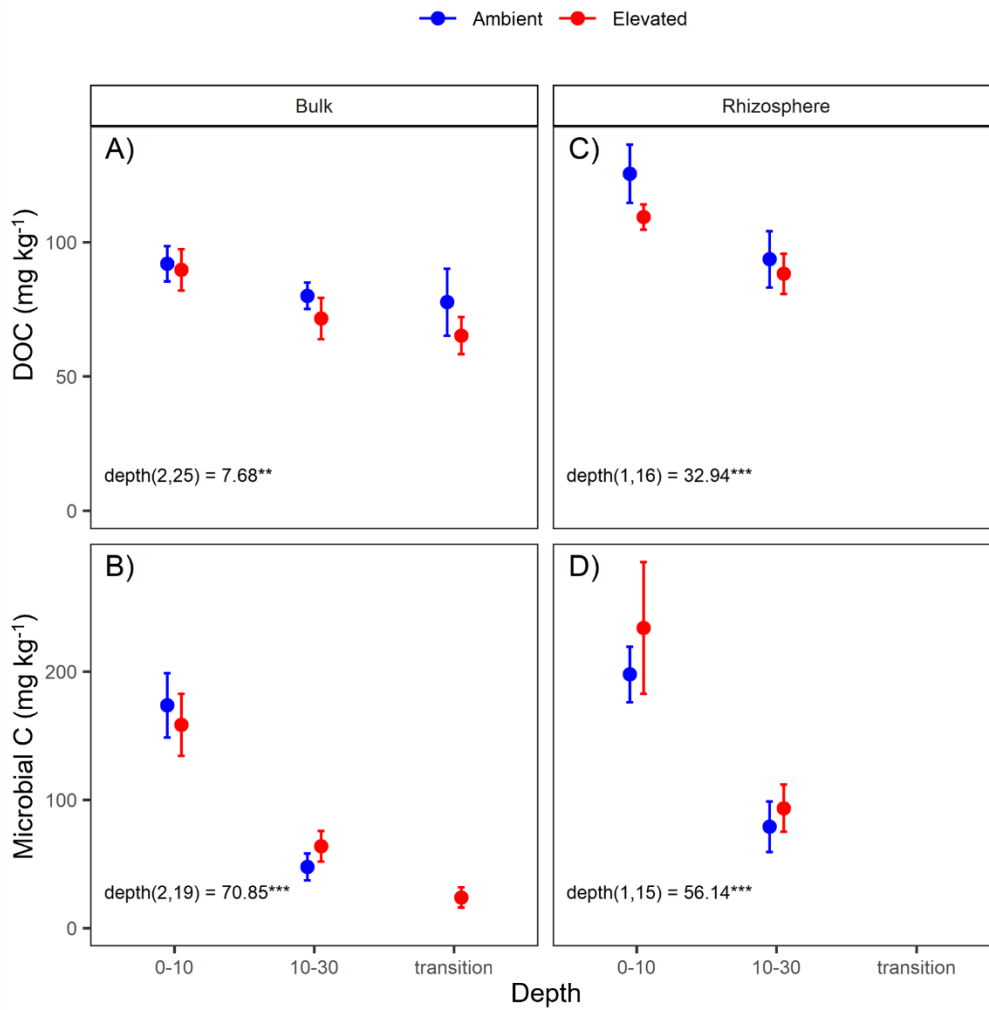 Ambient Elevated
Bulk
Rhizosphere
A)
C)
DOC (mg kg⁻¹)
100
50
0
depth(2,25) = 7.68**
depth(1,16) = 32.94***
B)
D)
Microbial C (mg kg⁻¹)
200
100
0
depth(2,19) = 70.85***
depth(1,15) = 56.14***
0-10 10-30 transition
0-10 10-30 transition
Depth